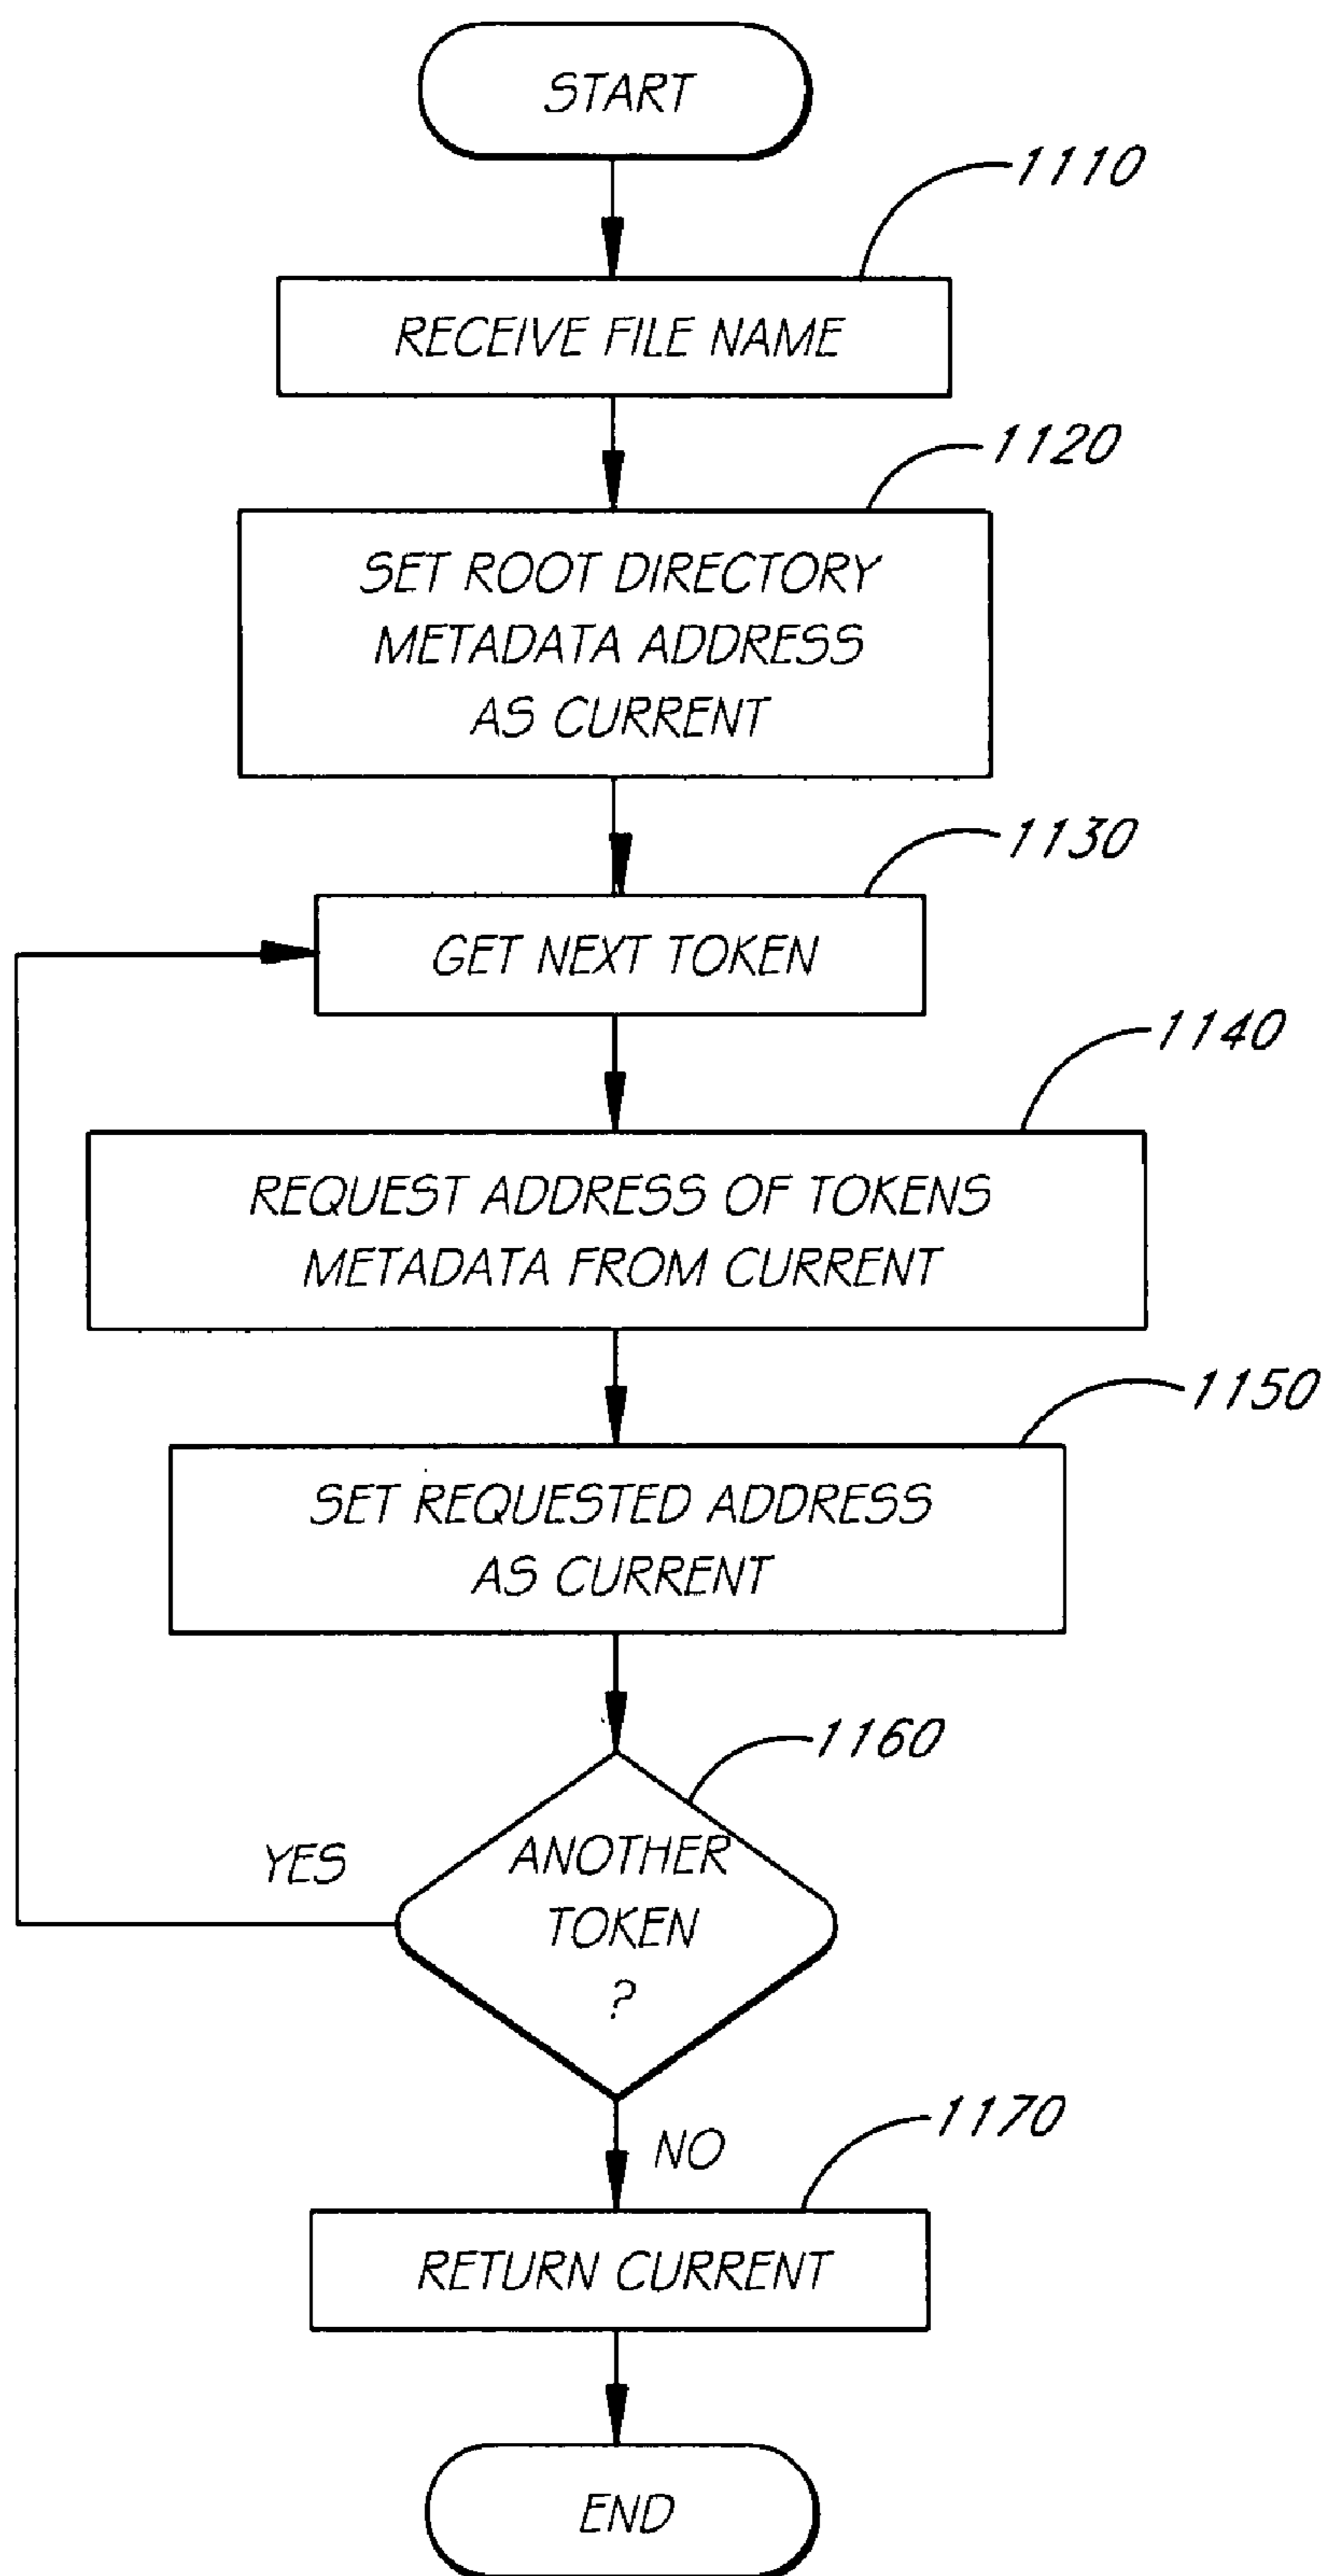 START
1110
RECEIVE FILE NAME
1120
SET ROOT DIRECTORY
METADATA ADDRESS
AS CURRENT
1130
GET NEXT TOKEN
1140
REQUEST ADDRESS OF TOKENS
METADATA FROM CURRENT
1150
SET REQUESTED ADDRESS
AS CURRENT
1160
ANOTHER
TOKEN
?
YES
NO
1170
RETURN CURRENT
END